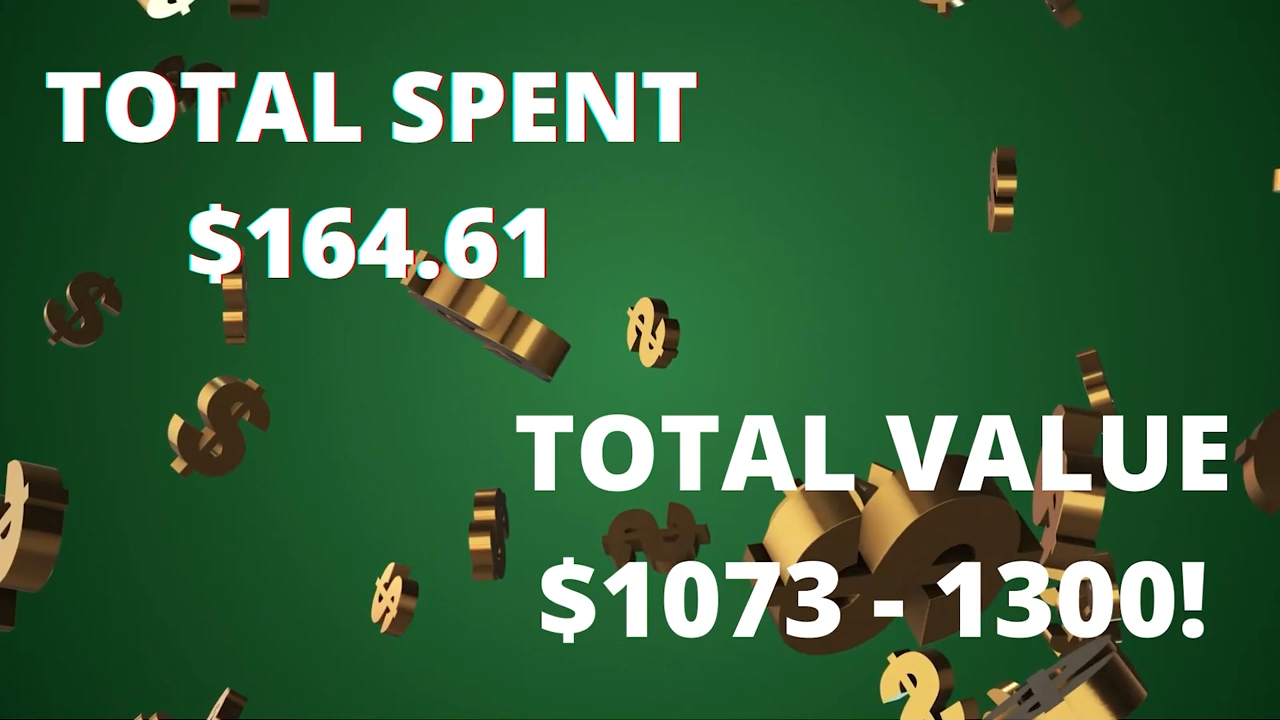 TOTAL SPENT
$164.61
TOTAL VALUE
$1073 - 1300!